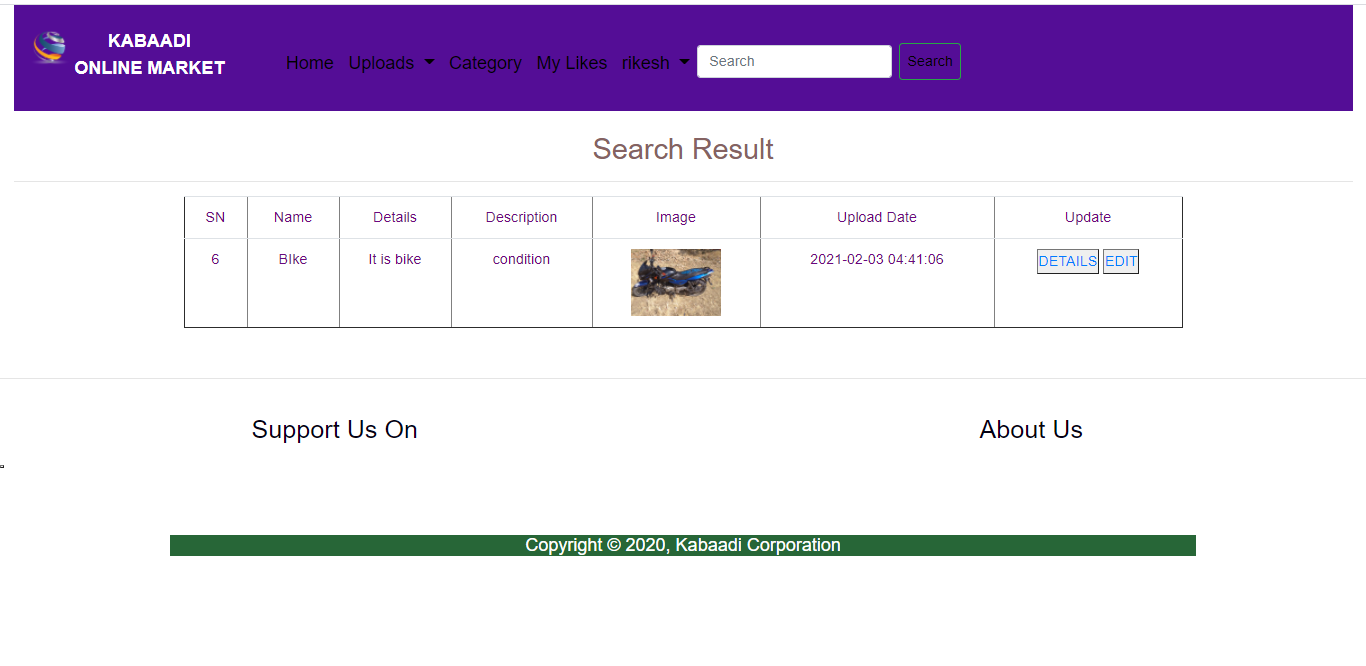 KABAADI
ONLINE MARKET
Home Uploads Category My Likes rikesh Search Search
Search Result
SN Name Details Description Image Upload Date Update
6 BIke It is bike condition 2021-02-03 04:41:06 DETAILS EDIT
Support Us On About Us
Copyright © 2020, Kabaadi Corporation